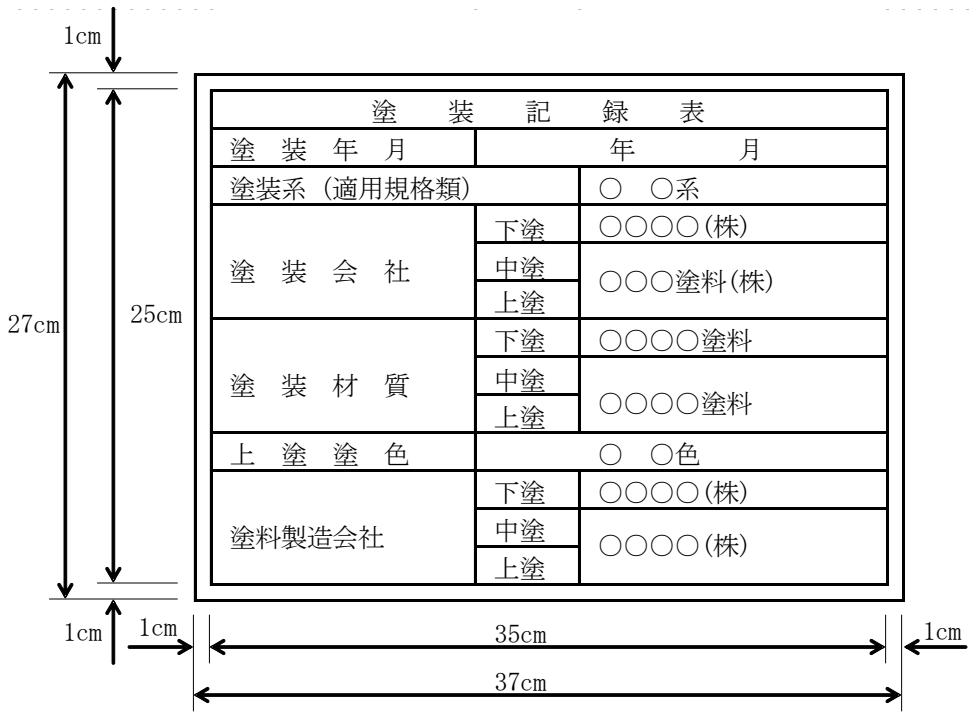 1cm
塗装記録表
塗装年月 年 月
塗装系(適用規格類) ○ ○系
下塗 ○○○○(株)
塗装会社 中塗 ○○○塗料(株)
上塗
27cm 25cm
下塗 ○○○○塗料
塗装材質 中塗 ○○○○塗料
上塗
上塗塗色 ○ ○色
下塗 ○○○○(株)
塗料製造会社 中塗 ○○○○(株)
上塗
1cm 1cm 35cm 1cm
37cm